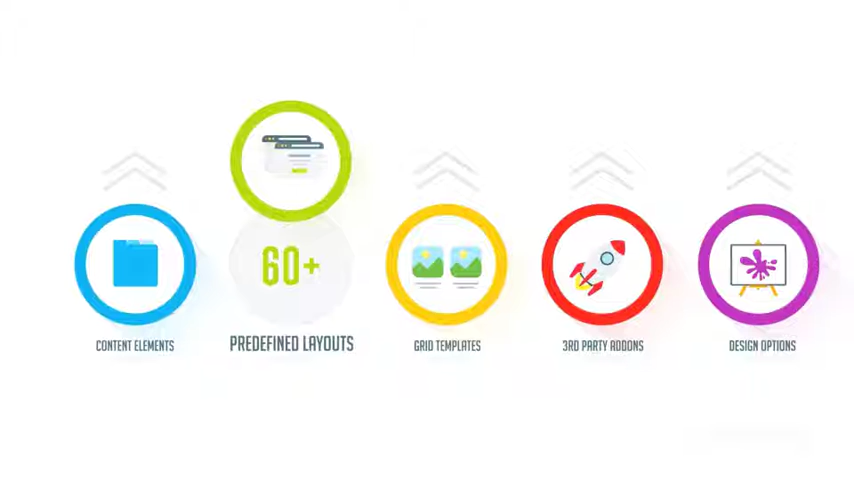 60+
CONTENT ELEMENTS
PREDEFINED LAYOUTS
GRID TEMPLATES
3RD PARTY ADDONS
DESIGN OPTIONS